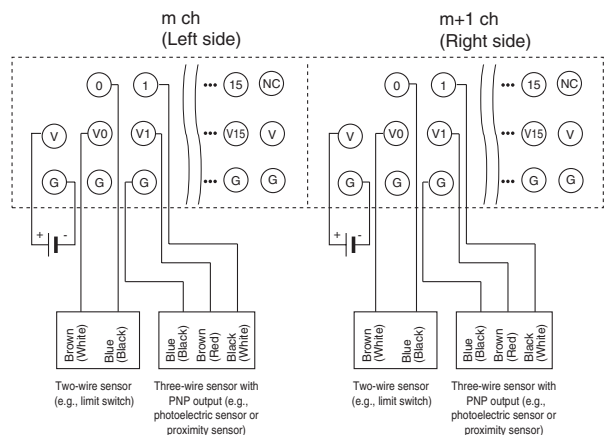 m ch
(Left side)
m+1 ch
(Right side)
0 1 ••• 15 NC
0 1 ••• 15 NC
V V0 V1 ••• V15 V
V V0 V1 ••• V15 V
G G G ••• G G
G G G ••• G G
+ -
+ -
Brown
(White)
Blue
(Black)
Blue
(Black)
Brown
(Red)
Black
(White)
Brown
(White)
Blue
(Black)
Blue
(Black)
Brown
(Red)
Black
(White)
Two-wire sensor
(e.g., limit switch)
Three-wire sensor with
PNP output (e.g.,
photoelectric sensor or
proximity sensor)
Two-wire sensor
(e.g., limit switch)
Three-wire sensor with
PNP output (e.g.,
photoelectric sensor or
proximity sensor)